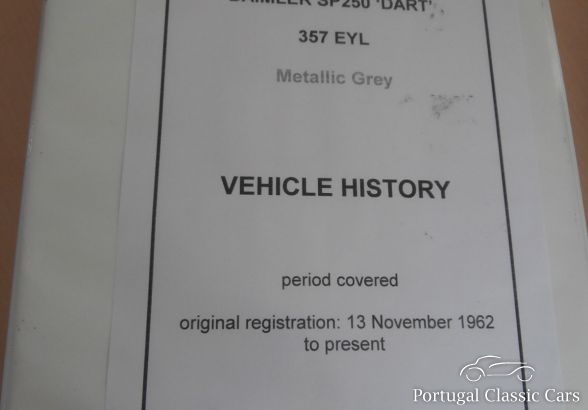 DAIMLER SP250 'DART'
357 EYL
Metallic Grey
VEHICLE HISTORY
period covered
original registration: 13 November 1962
to present
Portugal Classic Cars